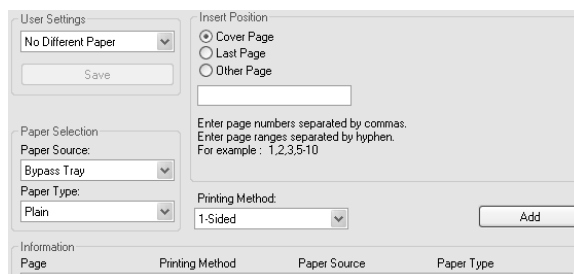 User Settings
No Different Paper
Save
Paper Selection
Paper Source:
Bypass Tray
Paper Type:
Plain
Insert Position
Cover Page
Last Page
Other Page
Enter page numbers separated by commas.
Enter page ranges separated by hyphen.
For example : 1,2,3,5-10
Printing Method:
1-Sided
Add
Information
Page Printing Method Paper Source Paper Type